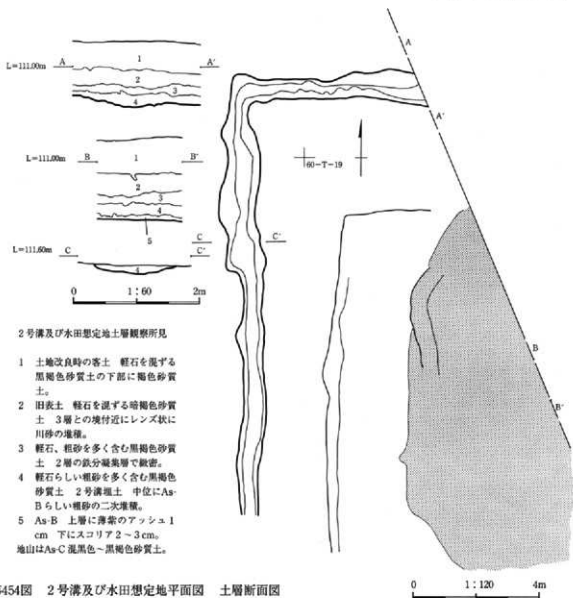 A
L=111.00m A A'
1
2
3
4
A'
L=111.00m B B'
1
2
3
4
5
60-T-19
C C'
L=111.60m C C'
4
0 1:60 2m
B
B'
2号溝及び水田想定地土層観察所見
1 土地改良時の客土 軽石を混ずる
黒褐色砂質土の下部に褐色砂質
土。
2 旧表土 軽石を混ずる暗褐色砂質
土 3層との境付近にレンズ状に
川砂の堆積。
3 軽石、粗砂を多く含む黒褐色砂質
土 2層の鉄分凝集層で緻密。
4 軽石らしい粗砂を多く含む黒褐色
砂質土 2号溝埋土 中位にAs-
Bらしい粗砂の二次堆積。
5 As-B 上層に薄紫のアッシュ1
cm 下にスコリア2～3cm。
地山はAs-C混黒色～黒褐色砂質土。
454図 2号溝及び水田想定地平面図 土層断面図
0 1:120 4m